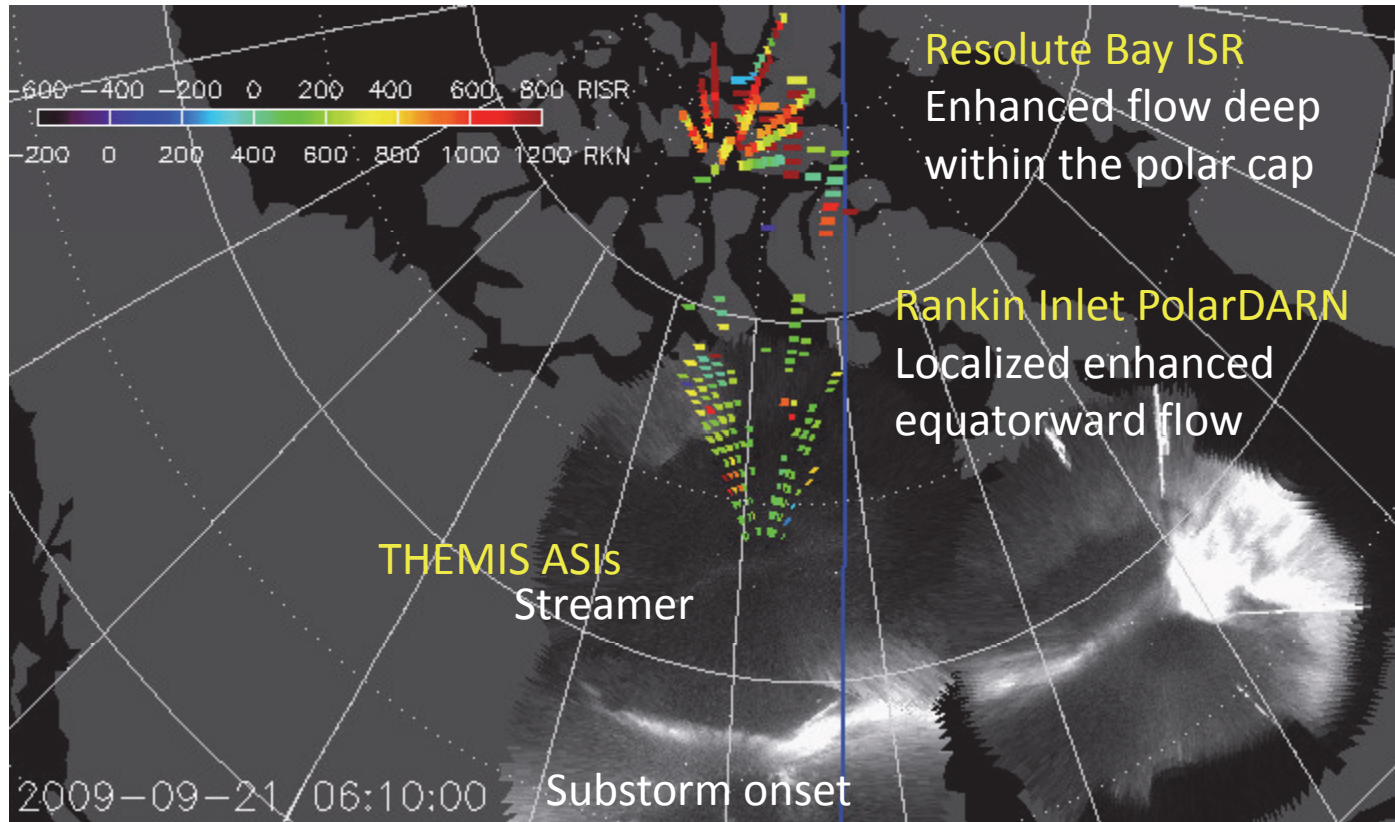 Resolute Bay ISR
Enhanced flow deep
within the polar cap
-600 -400 -200 0 200 400 600 800 RISR
-200 0 200 400 600 800 1000 1200 RKN
Rankin Inlet PolarDARN
Localized enhanced
equatorward flow
THEMIS ASIs
Streamer
Substorm onset
2009-09-21/06:10:00